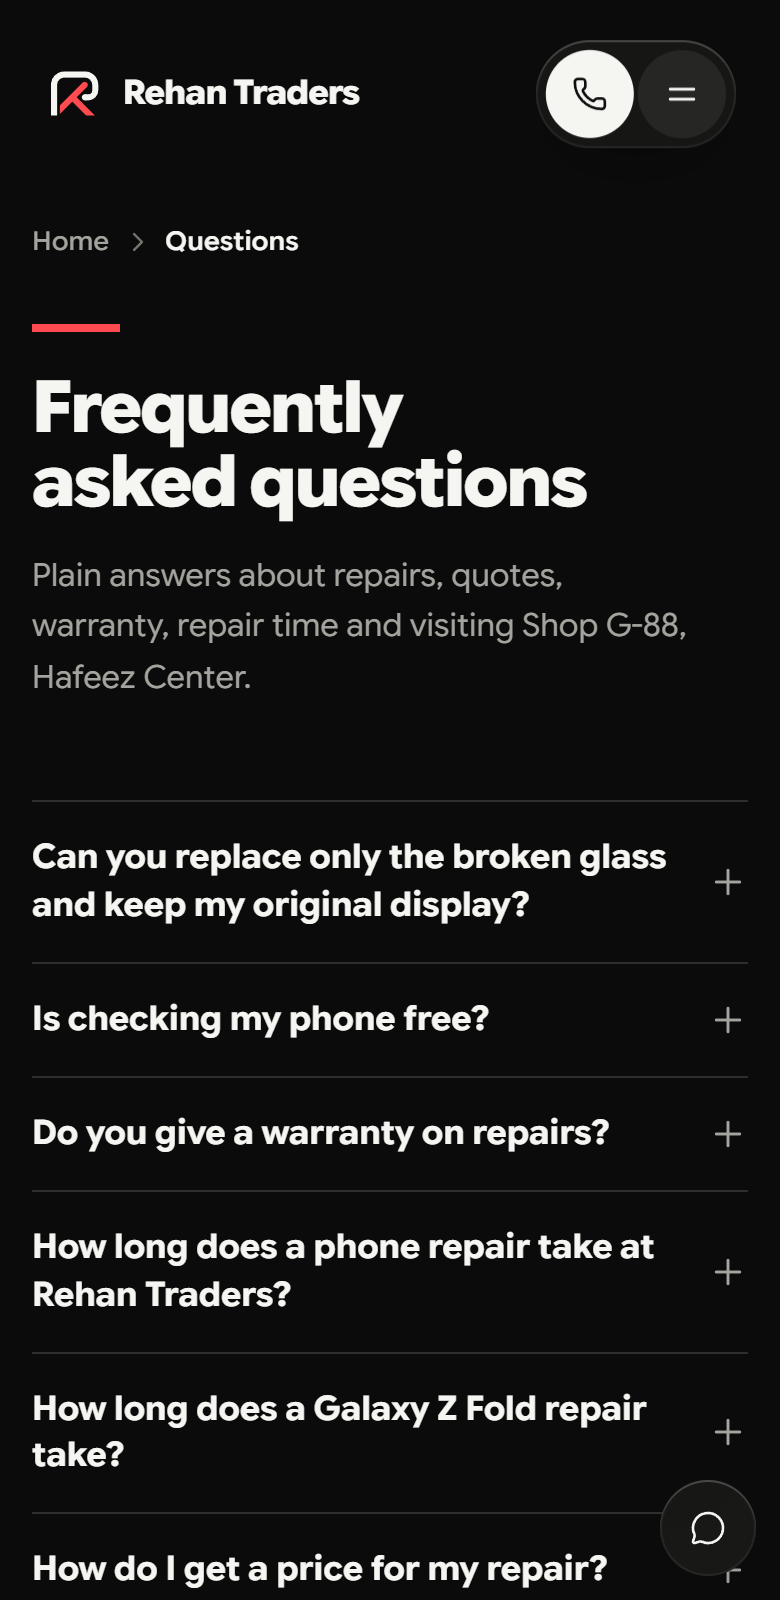 Rehan Traders
Home > Questions
Frequently
asked questions
Plain answers about repairs, quotes,
warranty, repair time and visiting Shop G-88,
Hafeez Center.
Can you replace only the broken glass
and keep my original display?
Is checking my phone free?
Do you give a warranty on repairs?
How long does a phone repair take at
Rehan Traders?
How long does a Galaxy Z Fold repair
take?
How do I get a price for my repair?